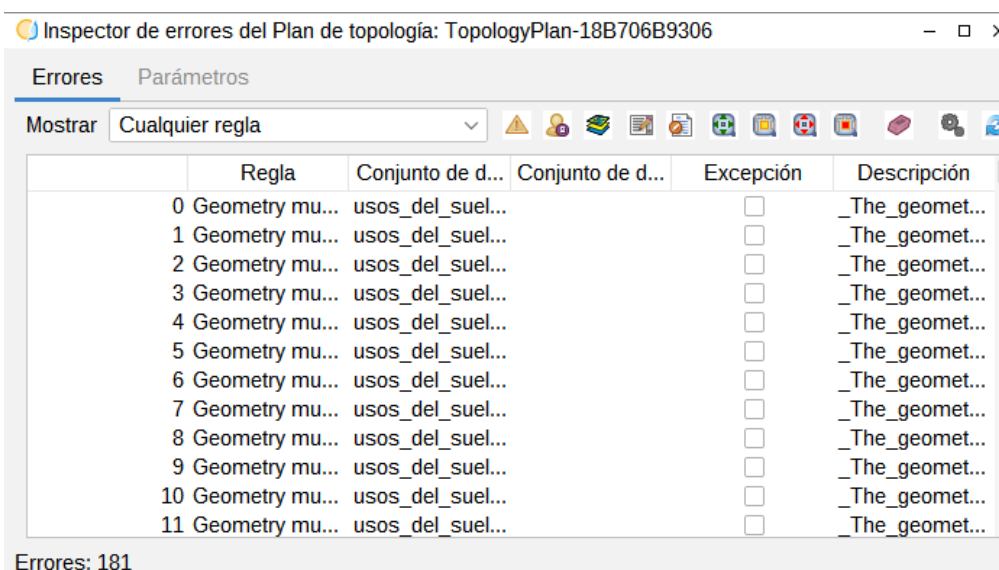 Inspector de errores del Plan de topología: TopologyPlan-18B706B9306
Errores Parámetros
Mostrar Cualquier regla
Regla Conjunto de d... Conjunto de d... Excepción Descripción
0 Geometry mu... usos_del_suel... _The_geomet...
1 Geometry mu... usos_del_suel... _The_geomet...
2 Geometry mu... usos_del_suel... _The_geomet...
3 Geometry mu... usos_del_suel... _The_geomet...
4 Geometry mu... usos_del_suel... _The_geomet...
5 Geometry mu... usos_del_suel... _The_geomet...
6 Geometry mu... usos_del_suel... _The_geomet...
7 Geometry mu... usos_del_suel... _The_geomet...
8 Geometry mu... usos_del_suel... _The_geomet...
9 Geometry mu... usos_del_suel... _The_geomet...
10 Geometry mu... usos_del_suel... _The_geomet...
11 Geometry mu... usos_del_suel... _The_geomet...
Errores: 181